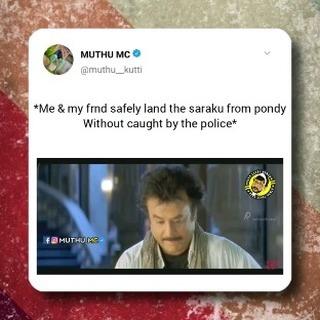 MUTHU MC
@muthu__kutti
*Me & my frnd safely land the saraku from pondy
Without caught by the police*
MUTHU MC